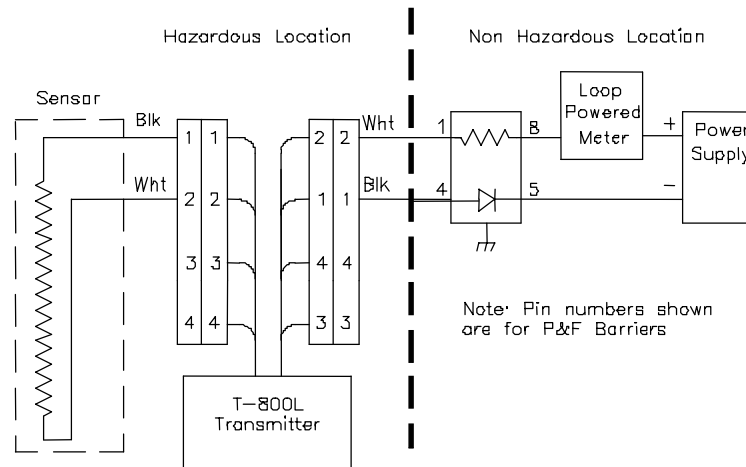 Hazardous Location
Non Hazardous Location
Sensor
Blk
Wht
1 1
2 2
3 3
4 4
2 2
1 1
4 4
3 3
Wht
Blk
1
8
4
5
Loop
Powered
Meter
+
-
Power
Supply
Note: Pin numbers shown
are for P&F Barriers
T-800L
Transmitter